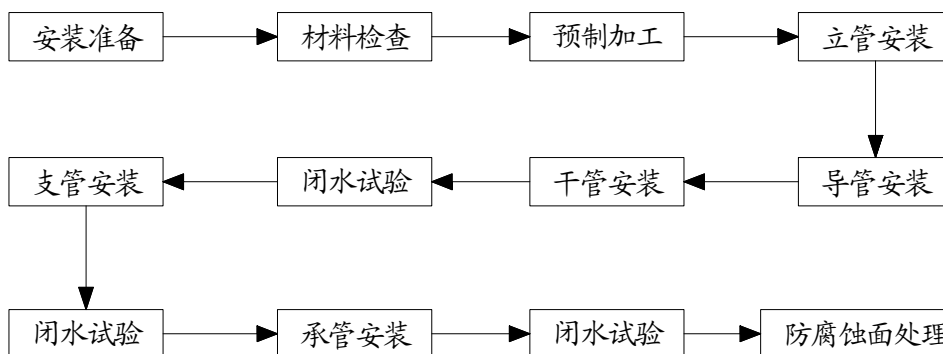 安装准备 材料检查 预制加工 立管安装
支管安装 闭水试验 干管安装 导管安装
闭水试验 承管安装 闭水试验 防腐蚀面处理